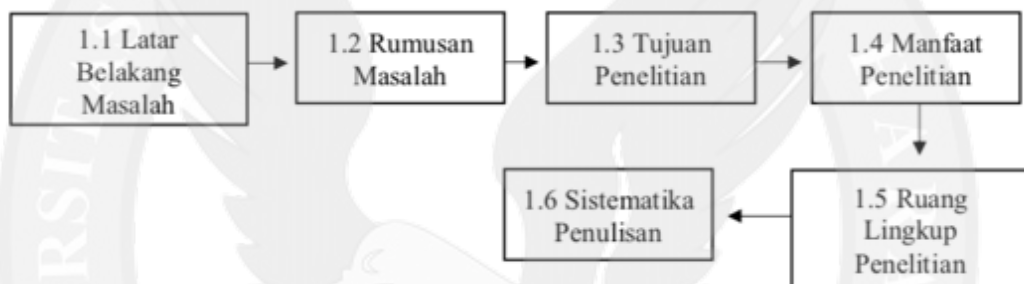 1.1 Latar
Belakang
Masalah
1.2 Rumusan
Masalah
1.3 Tujuan
Penelitian
1.4 Manfaat
Penelitian
1.5 Ruang
Lingkup
Penelitian
1.6 Sistematika
Penulisan
RSIT